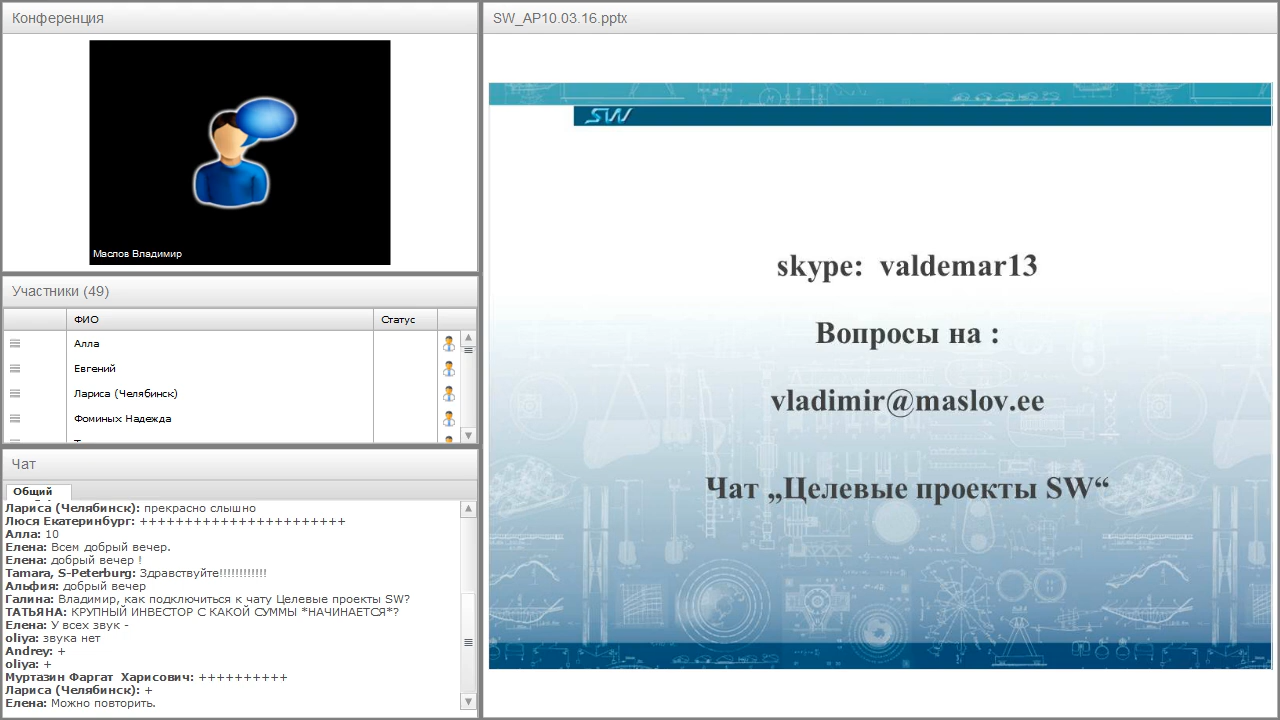 Конференция
Маслов Владимир
Участники (49)
ФИО Статус
Алла
Евгений
Лариса (Челябинск)
Фоминых Надежда
Чат
Общий
Лариса (Челябинск): прекрасно слышно
Люся Екатеринбург: +++++++++++++++++++++++
Алла: 10
Елена: Всем добрый вечер.
Елена: добрый вечер !
Tamara, S-Peterburg: Здравствуйте!!!!!!!!!!!!
Альфия: добрый вечер
Галина: Владимир, как подключиться к чату Целевые проекты SW?
ТАТЬЯНА: КРУПНЫЙ ИНВЕСТОР С КАКОЙ СУММЫ *НАЧИНАЕТСЯ*?
Елена: У всех звук -
oliya: звука нет
Andrey: +
oliya: +
Муртазин Фаргат Харисович: ++++++++++
Лариса (Челябинск): +
Елена: Можно повторить.
SW_AP10.03.16.pptx
SW
skype: valdemar13
Вопросы на :
vladimir@maslov.ee
Чат „Целевые проекты SW“